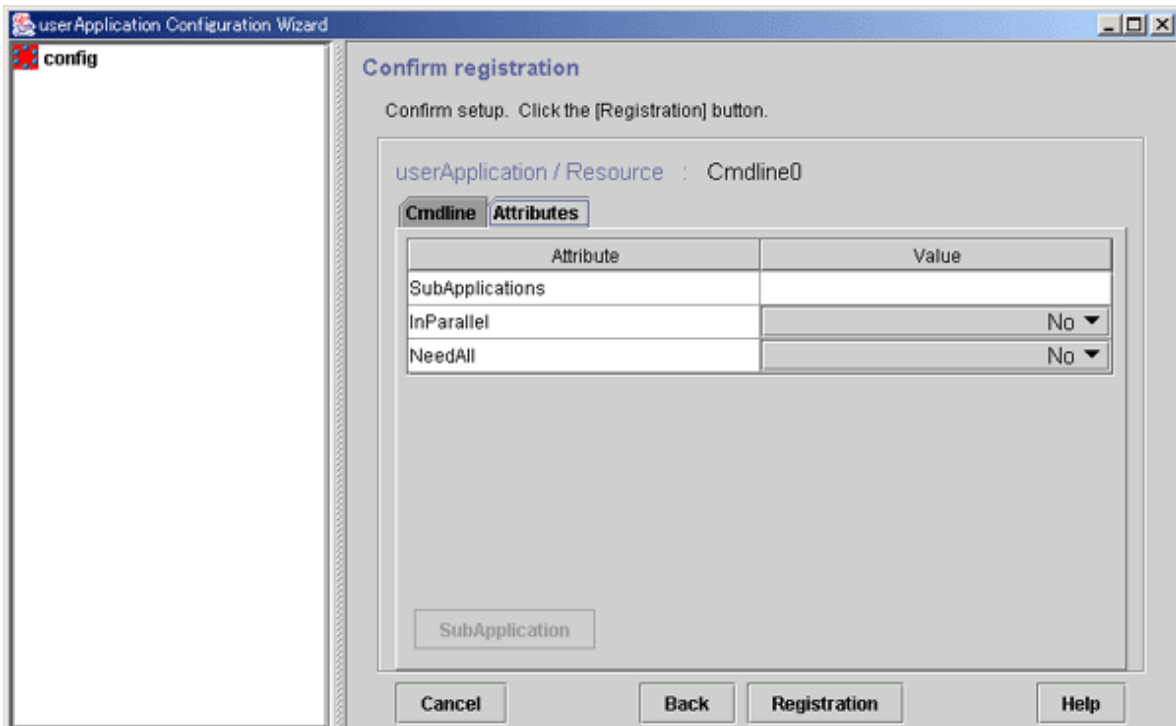 userApplication Configuration Wizard
config
Confirm registration
Confirm setup. Click the [Registration] button.
userApplication / Resource : Cmdline0
Cmdline Attributes
Attribute Value
SubApplications
InParallel No
NeedAll No
SubApplication
Cancel Back Registration Help